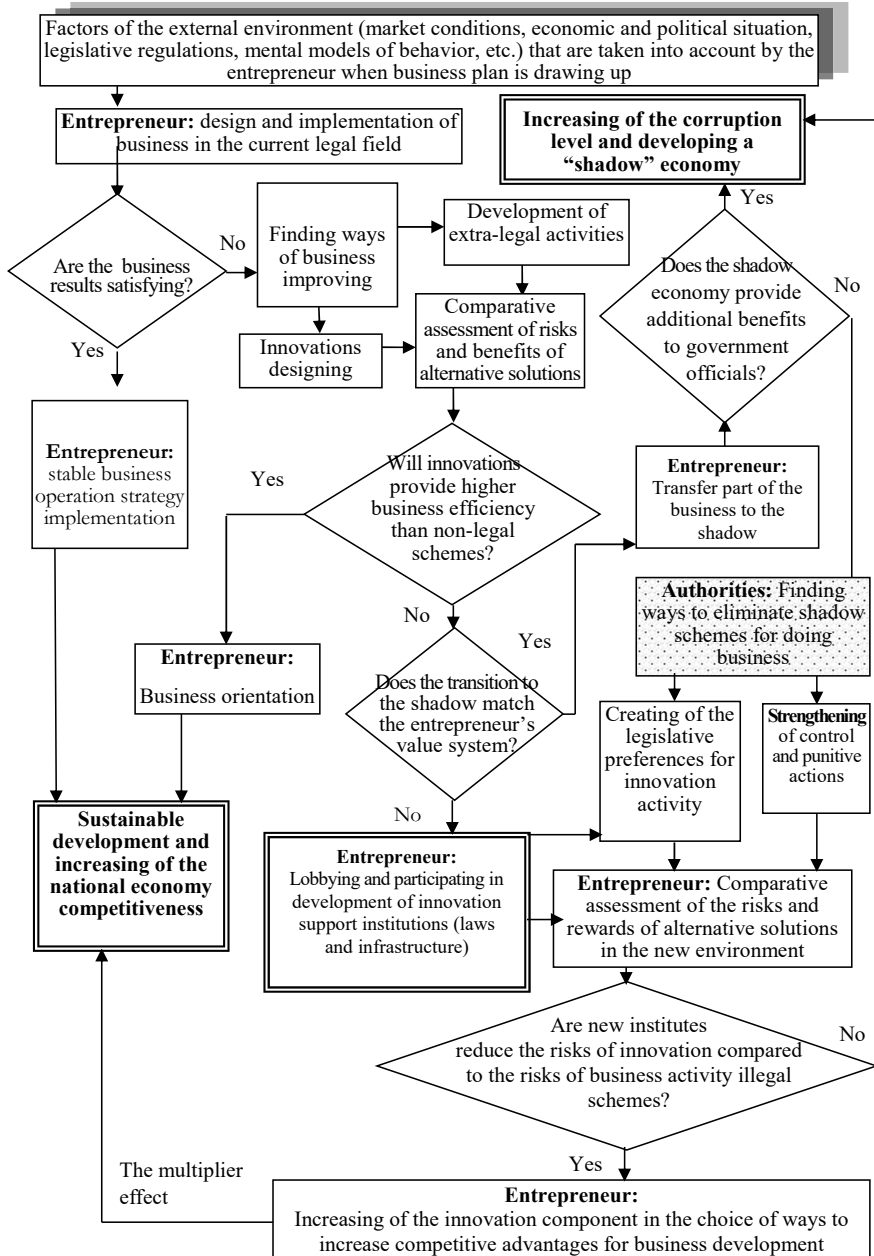 Factors of the external environment (market conditions, economic and political situation,
legislative regulations, mental models of behavior, etc.) that are taken into account by the
entrepreneur when business plan is drawing up
Entrepreneur: design and implementation of
business in the current legal field
Increasing of the corruption
level and developing a
“shadow” economy
Are the business
results satisfying?
No
Yes
Finding ways
of business
improving
Development of
extra-legal activities
Innovations
designing
Comparative
assessment of risks
and benefits of
alternative solutions
Yes
Does the shadow
economy provide
additional benefits
to government
officials?
No
Entrepreneur:
stable business
operation strategy
implementation
Yes
Will innovations
provide higher
business efficiency
than non-legal
schemes?
No
Entrepreneur:
Transfer part of the
business to the
shadow
Authorities: Finding
ways to eliminate shadow
schemes for doing
business
Entrepreneur:
Business orientation
Yes
Does the transition to
the shadow match
the entrepreneur’s
value system?
No
Creating of the
legislative
preferences for
innovation
activity
Strengthening
of control
and punitive
actions
Sustainable
development and
increasing of the
national economy
competitiveness
Entrepreneur:
Lobbying and participating in
development of innovation
support institutions (laws
and infrastructure)
Entrepreneur: Comparative
assessment of the risks and
rewards of alternative solutions
in the new environment
Are new institutes
reduce the risks of innovation compared
to the risks of business activity illegal
schemes?
No
Yes
The multiplier
effect
Entrepreneur:
Increasing of the innovation component in the choice of ways to
increase competitive advantages for business development